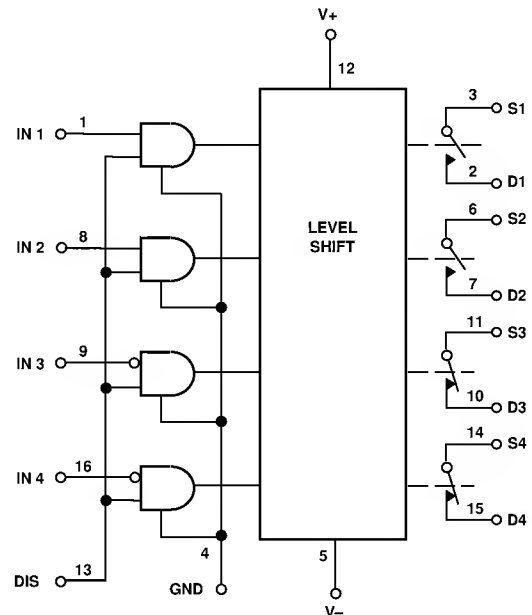 V+
12
IN 1
1
3
S1
2
D1
IN 2
8
LEVEL
SHIFT
6
S2
7
D2
IN 3
9
11
S3
10
D3
IN 4
16
14
S4
15
D4
DIS
13
4
GND
5
V–